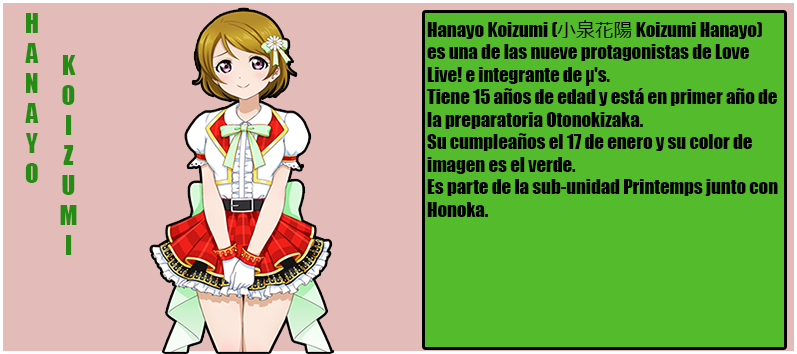 HANAYO
KOIZUMI
Hanayo Koizumi (小泉花陽 Koizumi Hanayo)
es una de las nueve protagonistas de Love
Live! e integrante de µ's.
Tiene 15 años de edad y está en primer año de
la preparatoria Otonokizaka.
Su cumpleaños el 17 de enero y su color de
imagen es el verde.
Es parte de la sub-unidad Printemps junto con
Honoka.